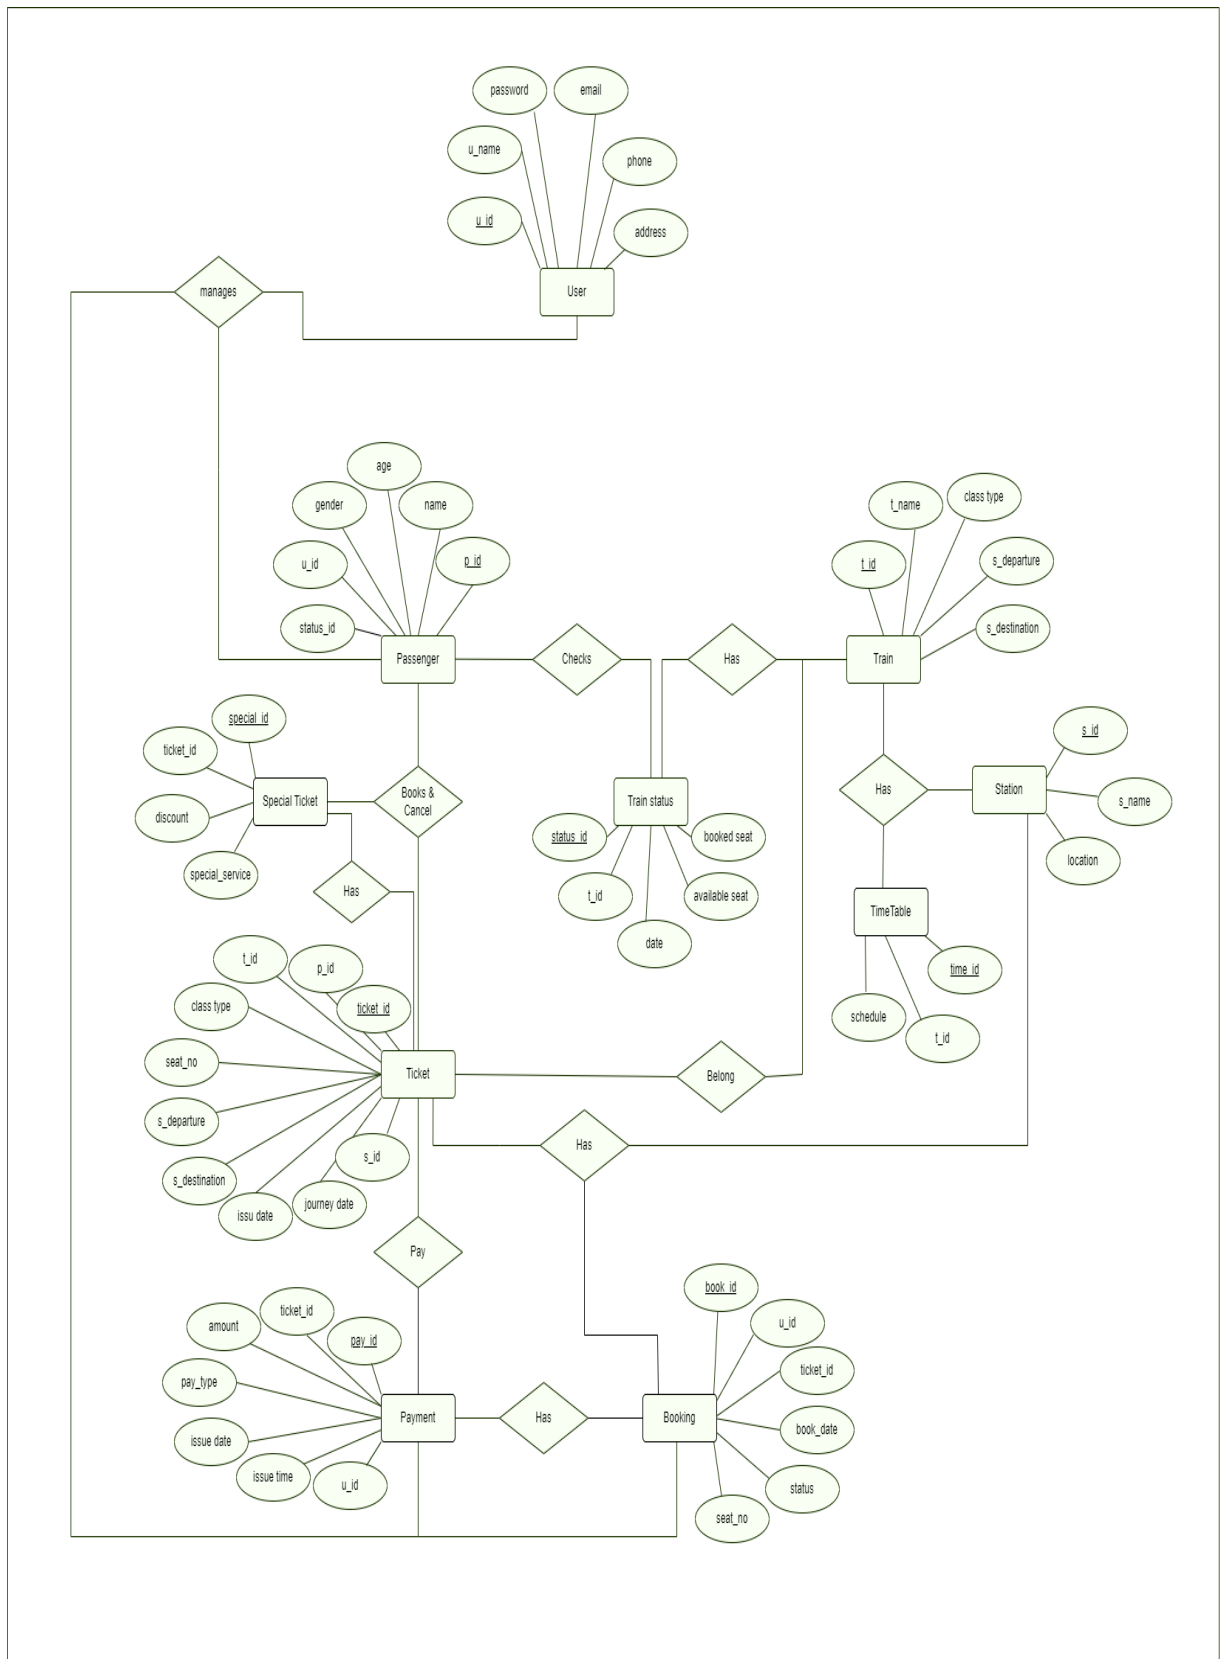 password
email
u_name
phone
u_id
address
User
manages
age
gender
name
u_id
p_id
status_id
Passenger
Checks
Has
t_name
class type
t_id
s_departure
s_destination
Train
special_id
ticket_id
discount
special_service
Special Ticket
Books &
Cancel
Has
Train status
status_id
booked seat
t_id
available seat
date
Has
Station
s_id
s_name
location
TimeTable
time_id
schedule
t_id
t_id
p_id
ticket_id
class type
seat_no
s_departure
s_destination
issu date
journey date
s_id
Ticket
Belong
Has
Pay
ticket_id
amount
pay_id
pay_type
issue date
issue time
u_id
Payment
Has
Booking
book_id
u_id
ticket_id
book_date
status
seat_no